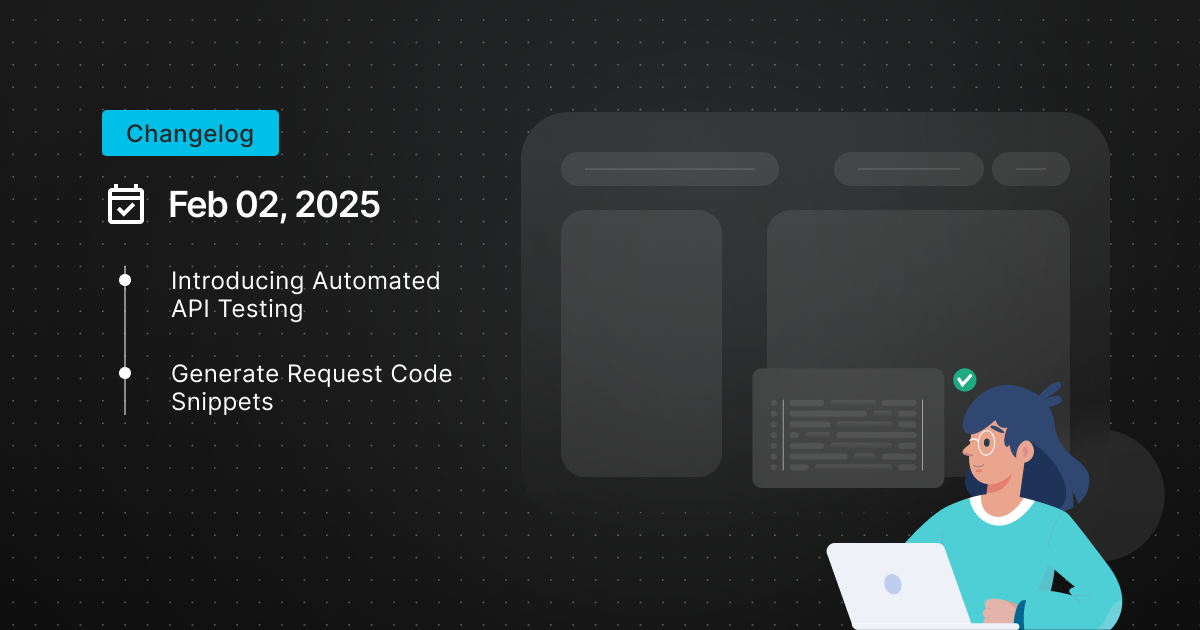 Changelog
Feb 02, 2025
Introducing Automated
API Testing
Generate Request Code
Snippets